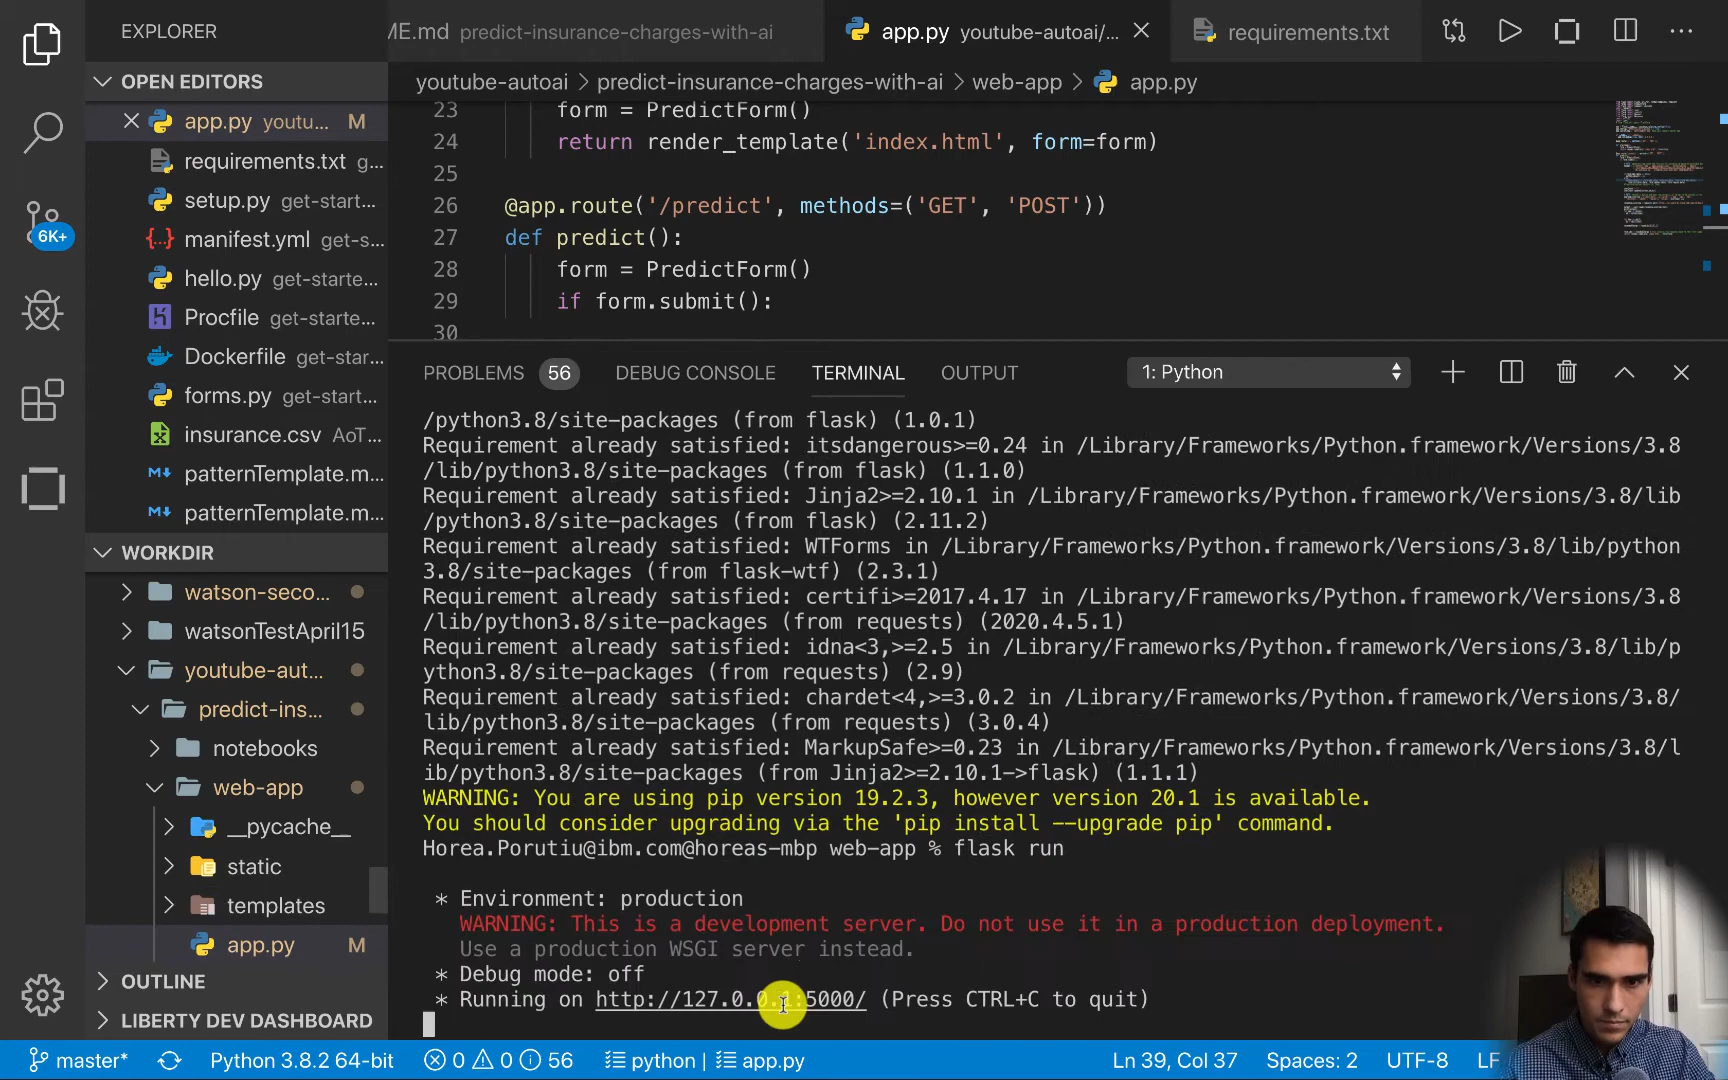 EXPLORER
ME.md predict-insurance-charges-with-ai
app.py youtube-autoai/...
requirements.txt
OPEN EDITORS
youtube-autoai > predict-insurance-charges-with-ai > web-app > app.py
app.py youtu... M
requirements.txt g...
setup.py get-start...
manifest.yml get-s...
hello.py get-starte...
Procfile get-starte...
Dockerfile get-star...
forms.py get-start...
insurance.csv AoT...
patternTemplate.m...
patternTemplate.m...
6K+
WORKDIR
watson-seco...
watsonTestApril15
youtube-aut...
predict-ins...
notebooks
web-app
__pycache__
static
templates
app.py M
OUTLINE
LIBERTY DEV DASHBOARD
23 form = PredictForm()
24 return render_template('index.html', form=form)
25
26 @app.route('/predict', methods=('GET', 'POST'))
27 def predict():
28 form = PredictForm()
29 if form.submit():
30
PROBLEMS 56 DEBUG CONSOLE TERMINAL OUTPUT 1: Python
/python3.8/site-packages (from flask) (1.0.1)
Requirement already satisfied: itsdangerous>=0.24 in /Library/Frameworks/Python.framework/Versions/3.8
/lib/python3.8/site-packages (from flask) (1.1.0)
Requirement already satisfied: Jinja2>=2.10.1 in /Library/Frameworks/Python.framework/Versions/3.8/lib
/python3.8/site-packages (from flask) (2.11.2)
Requirement already satisfied: WTForms in /Library/Frameworks/Python.framework/Versions/3.8/lib/python
3.8/site-packages (from flask-wtf) (2.3.1)
Requirement already satisfied: certifi>=2017.4.17 in /Library/Frameworks/Python.framework/Versions/3.8
/lib/python3.8/site-packages (from requests) (2020.4.5.1)
Requirement already satisfied: idna<3,>=2.5 in /Library/Frameworks/Python.framework/Versions/3.8/lib/p
ython3.8/site-packages (from requests) (2.9)
Requirement already satisfied: chardet<4,>=3.0.2 in /Library/Frameworks/Python.framework/Versions/3.8/
lib/python3.8/site-packages (from requests) (3.0.4)
Requirement already satisfied: MarkupSafe>=0.23 in /Library/Frameworks/Python.framework/Versions/3.8/l
ib/python3.8/site-packages (from Jinja2>=2.10.1->flask) (1.1.1)
WARNING: You are using pip version 19.2.3, however version 20.1 is available.
You should consider upgrading via the 'pip install --upgrade pip' command.
Horea.Porutiu@ibm.com@horeas-mbp web-app % flask run
* Environment: production
WARNING: This is a development server. Do not use it in a production deployment.
Use a production WSGI server instead.
* Debug mode: off
* Running on http://127.0.0.1:5000/ (Press CTRL+C to quit)
master* Python 3.8.2 64-bit 0 0 56 python | app.py Ln 39, Col 37 Spaces: 2 UTF-8 LF